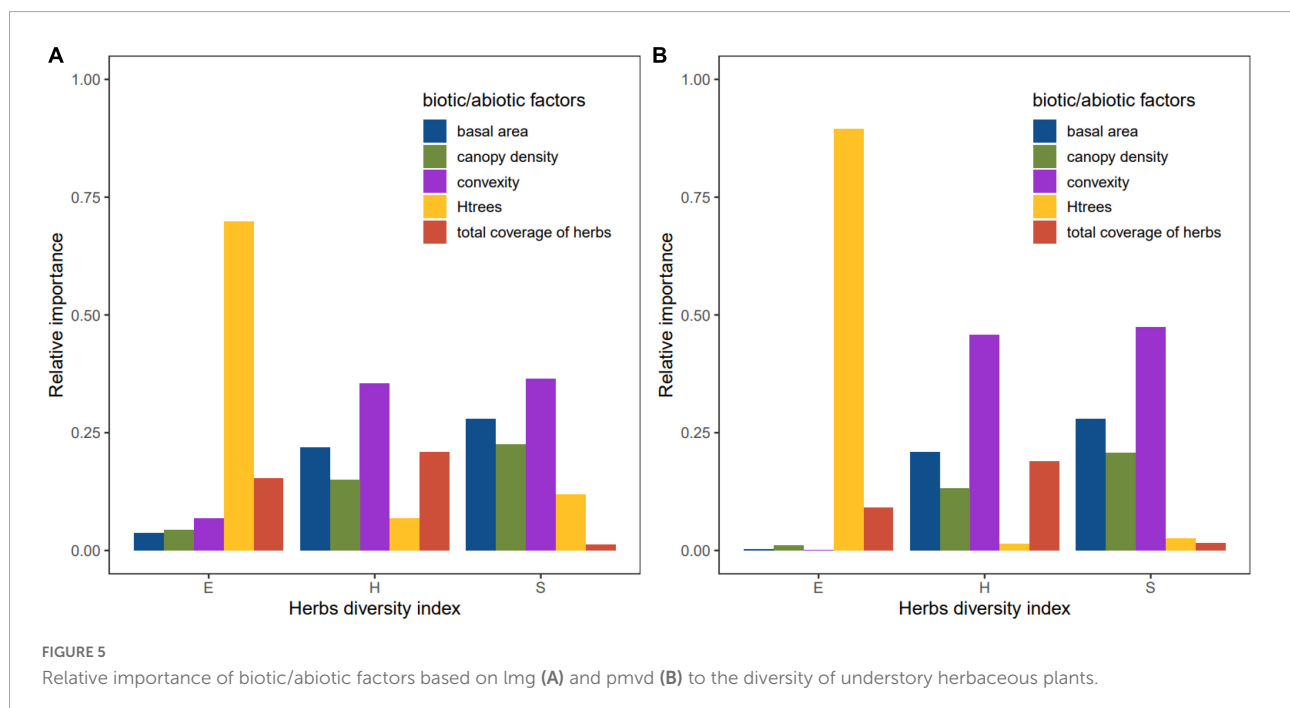 A
1.00
0.75
0.50
0.25
0.00
Relative importance
biotic/abiotic factors
basal area
canopy density
convexity
Htrees
total coverage of herbs
E H S
Herbs diversity index
B
1.00
0.75
0.50
0.25
0.00
Relative importance
biotic/abiotic factors
basal area
canopy density
convexity
Htrees
total coverage of herbs
E H S
Herbs diversity index
FIGURE 5
Relative importance of biotic/abiotic factors based on lmg (A) and pmvd (B) to the diversity of understory herbaceous plants.